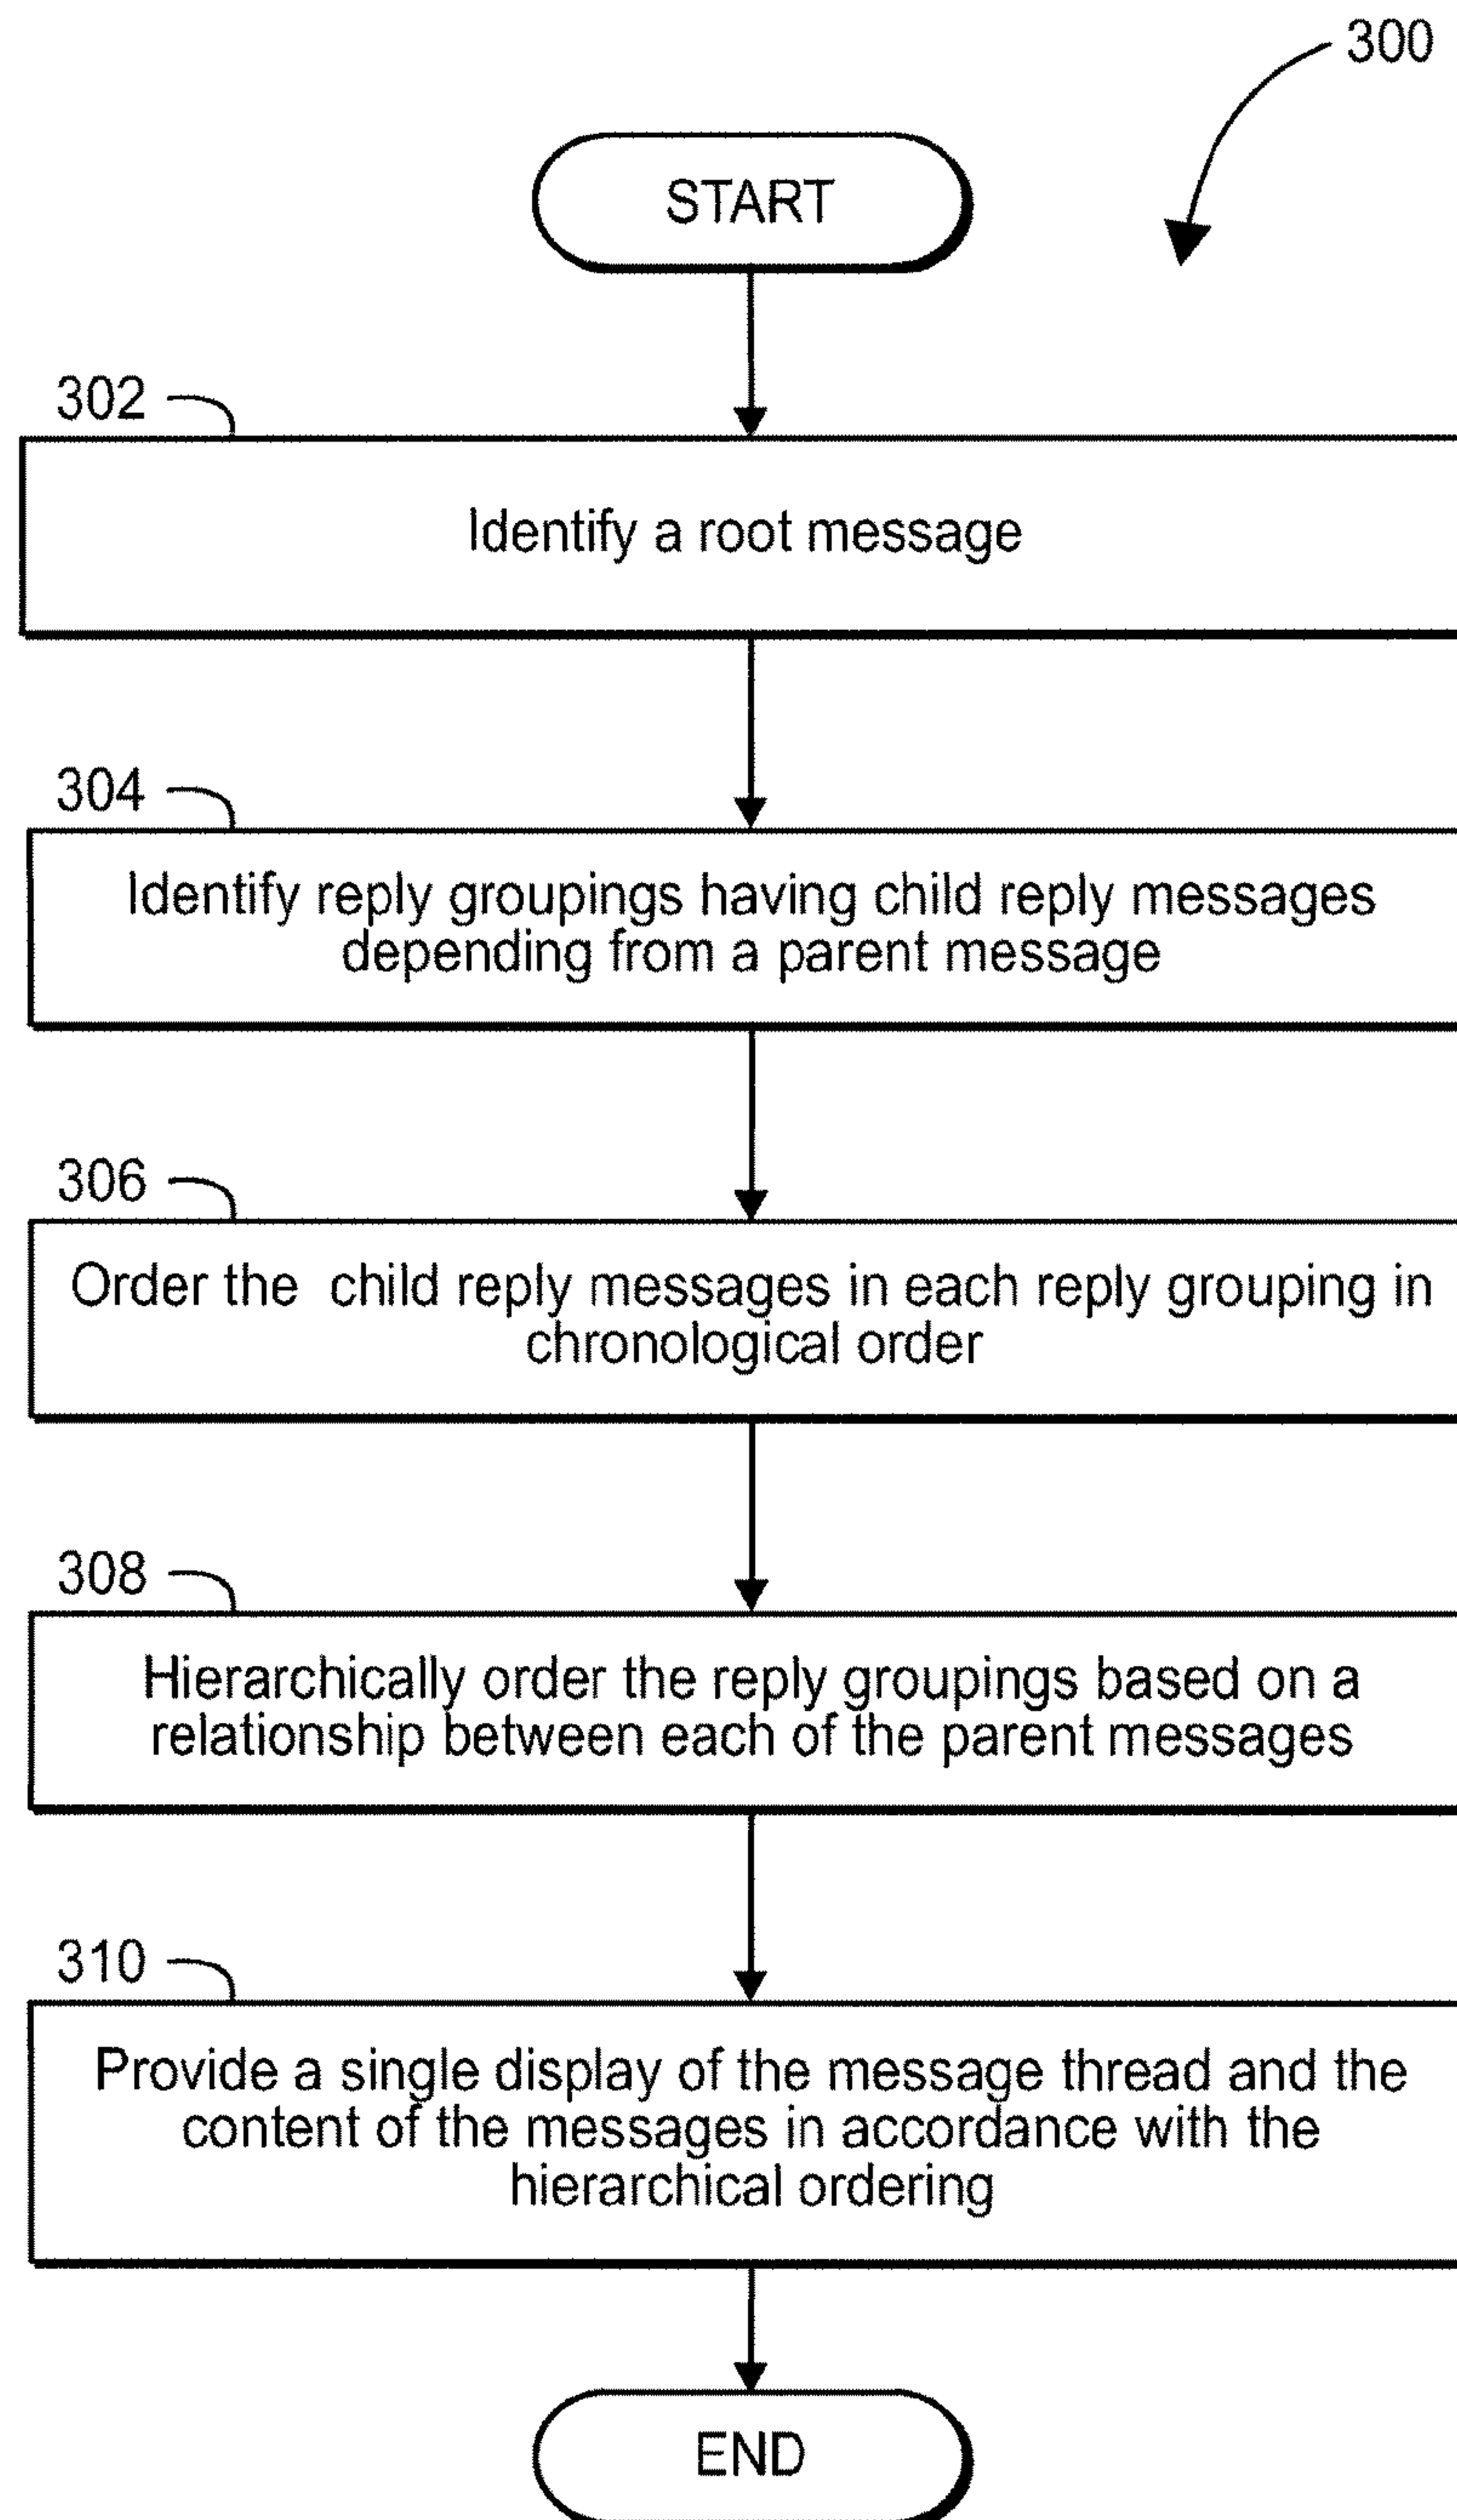 300
START
302
Identify a root message
304
Identify reply groupings having child reply messages
depending from a parent message
306
Order the child reply messages in each reply grouping in
chronological order
308
Hierarchically order the reply groupings based on a
relationship between each of the parent messages
310
Provide a single display of the message thread and the
content of the messages in accordance with the
hierarchical ordering
END